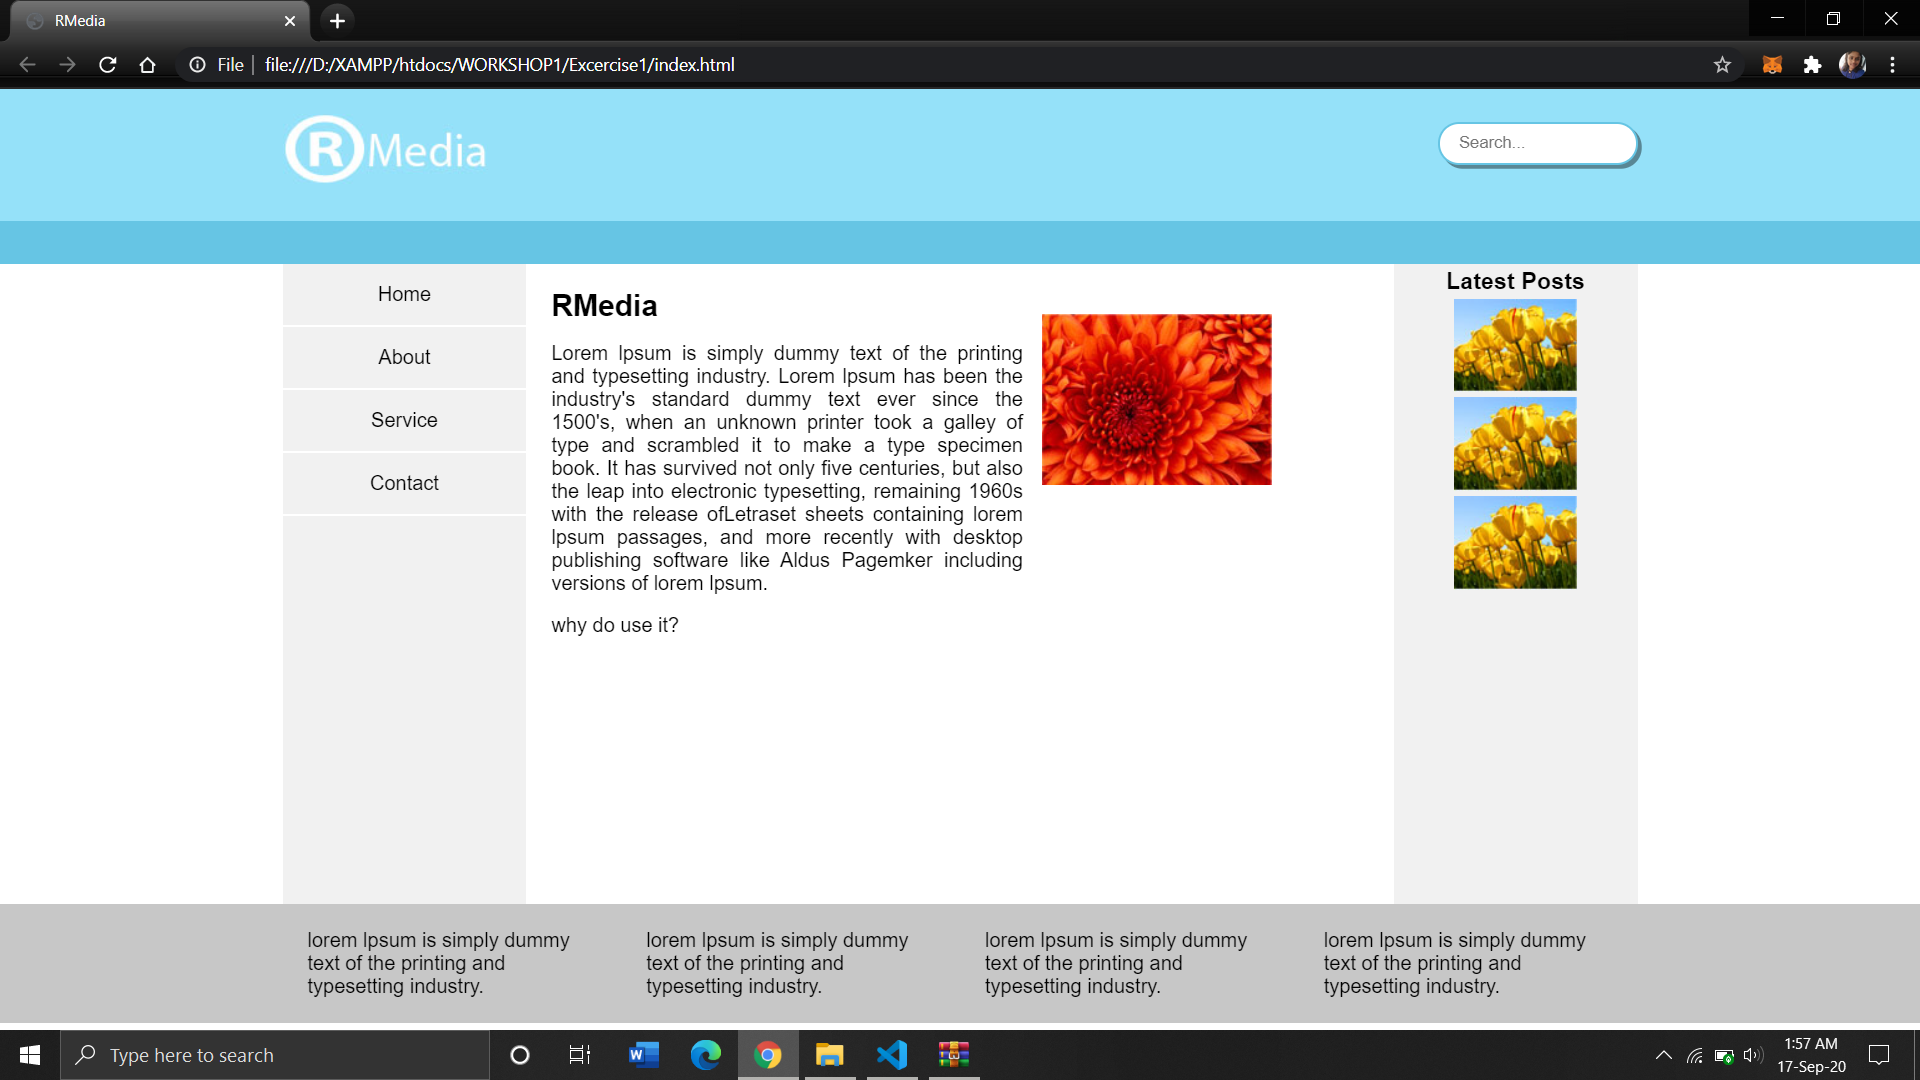 RMedia
File
file:///D:/XAMPP/htdocs/WORKSHOP1/Excercise1/index.html
® Media
Search...
Home
About
Service
Contact
RMedia
Lorem Ipsum is simply dummy text of the printing
and typesetting industry. Lorem Ipsum has been the
industry's standard dummy text ever since the
1500's, when an unknown printer took a galley of
type and scrambled it to make a type specimen
book. It has survived not only five centuries, but also
the leap into electronic typesetting, remaining 1960s
with the release ofLetraset sheets containing lorem
Ipsum passages, and more recently with desktop
publishing software like Aldus Pagemker including
versions of lorem Ipsum.
why do use it?
Latest Posts
lorem Ipsum is simply dummy
text of the printing and
typesetting industry.
lorem Ipsum is simply dummy
text of the printing and
typesetting industry.
lorem Ipsum is simply dummy
text of the printing and
typesetting industry.
lorem Ipsum is simply dummy
text of the printing and
typesetting industry.
Type here to search
1:57 AM
17-Sep-20